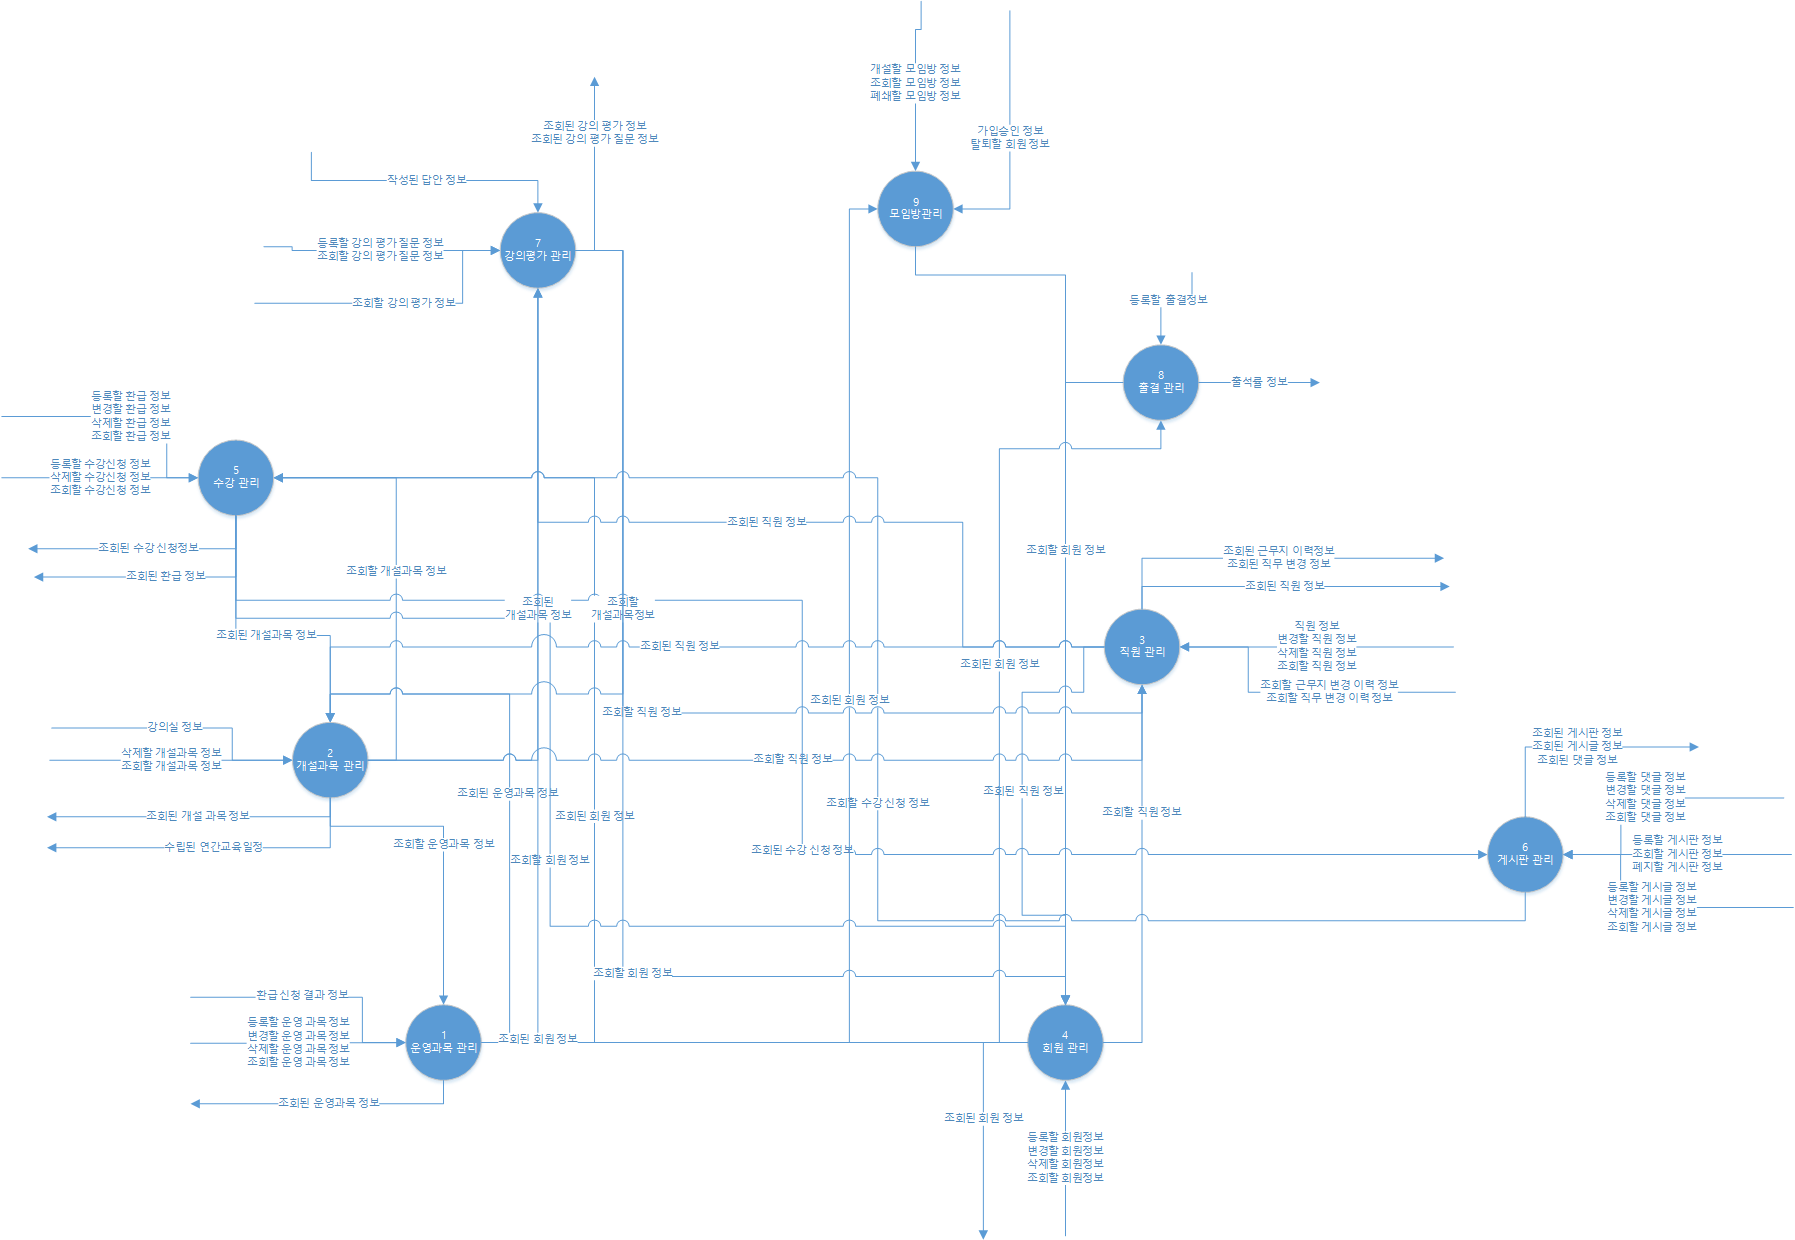 개설할 모임방 정보
조회할 모임방 정보
폐쇄할 모임방 정보
가입승인 정보
탈퇴할 회원 정보
조회된 강의 평가 정보
조회된 강의 평가 질문 정보
작성된 답안 정보
9
모임방관리
7
강의평가 관리
등록할 강의 평가 질문 정보
조회할 강의 평가 질문 정보
조회할 강의 평가 정보
등록할 출결정보
8
출결 관리
출석률 정보
등록할 환급 정보
변경할 환급 정보
삭제할 환급 정보
조회할 환급 정보
등록할 수강신청 정보
삭제할 수강신청 정보
조회할 수강신청 정보
5
수강 관리
조회된 직원 정보
조회된 수강 신청정보
조회된 환급 정보
조회할 개설과목 정보
조회할 회원 정보
조회된 근무지 이력정보
조회된 직무 변경 정보
조회된 직원 정보
조회된
개설과목 정보
조회할
개설과목정보
조회된 개설과목 정보
조회된 직원 정보
조회된 회원 정보
3
직원 관리
직원 정보
변경할 직원 정보
삭제할 직원 정보
조회할 직원 정보
조회할 근무지 변경 이력 정보
조회할 직무 변경 이력 정보
조회된 회원 정보
조회할 직원 정보
강의실 정보
삭제할 개설과목 정보
조회할 개설과목 정보
2
개설과목 관리
조회할 직원 정보
조회된 게시판 정보
조회된 게시글 정보
조회된 댓글 정보
등록할 댓글 정보
변경할 댓글 정보
삭제할 댓글 정보
조회할 댓글 정보
조회된 운영과목 정보
조회된 직원 정보
조회할 수강 신청 정보
조회할 직원 정보
조회된 개설 과목 정보
조회된 회원 정보
수립된 연간교육일정
조회할 운영과목 정보
조회할 회원 정보
조회된 수강 신청 정보
6
게시판 관리
등록할 게시판 정보
조회할 게시판 정보
폐지할 게시판 정보
등록할 게시글 정보
변경할 게시글 정보
삭제할 게시글 정보
조회할 게시글 정보
조회할 회원 정보
환급 신청 결과 정보
등록할 운영 과목 정보
변경할 운영 과목 정보
삭제할 운영 과목 정보
조회할 운영 과목 정보
1
운영과목 관리
조회된 회원 정보
4
회원 관리
조회된 운영과목 정보
조회된 회원 정보
등록할 회원정보
변경할 회원정보
삭제할 회원정보
조회할 회원정보